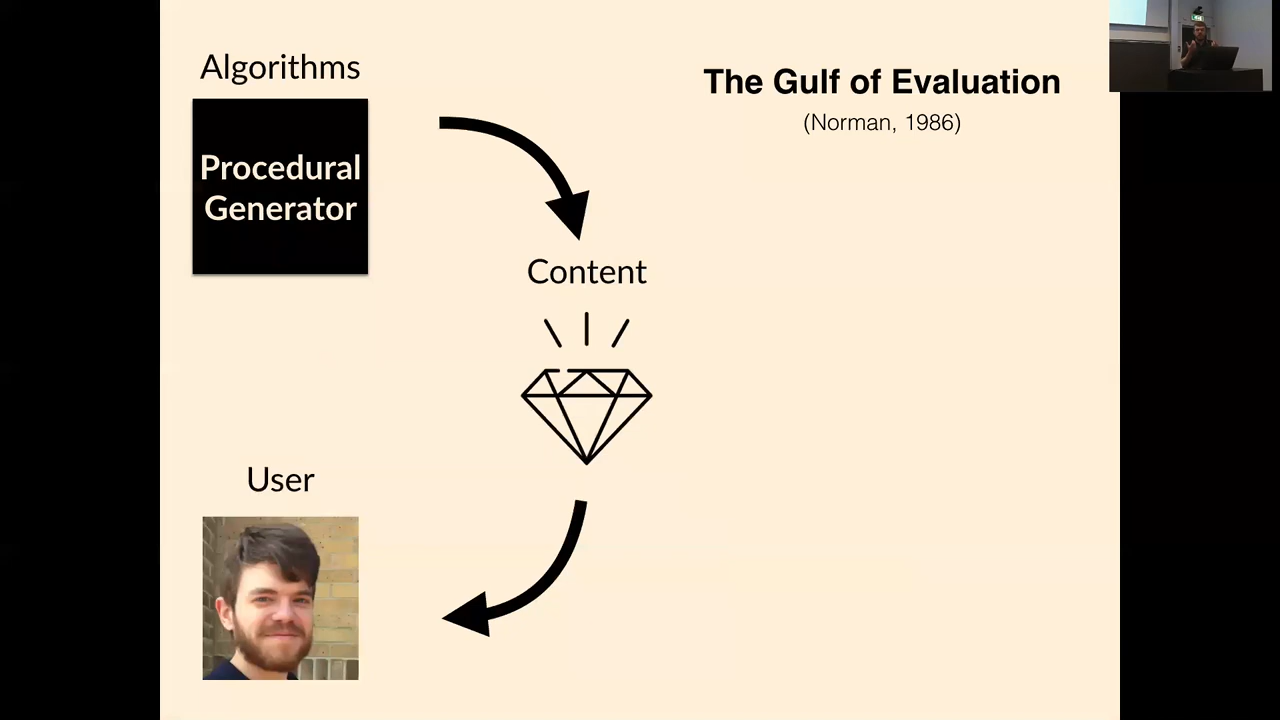 Algorithms
Procedural
Generator
The Gulf of Evaluation
(Norman, 1986)
Content
User